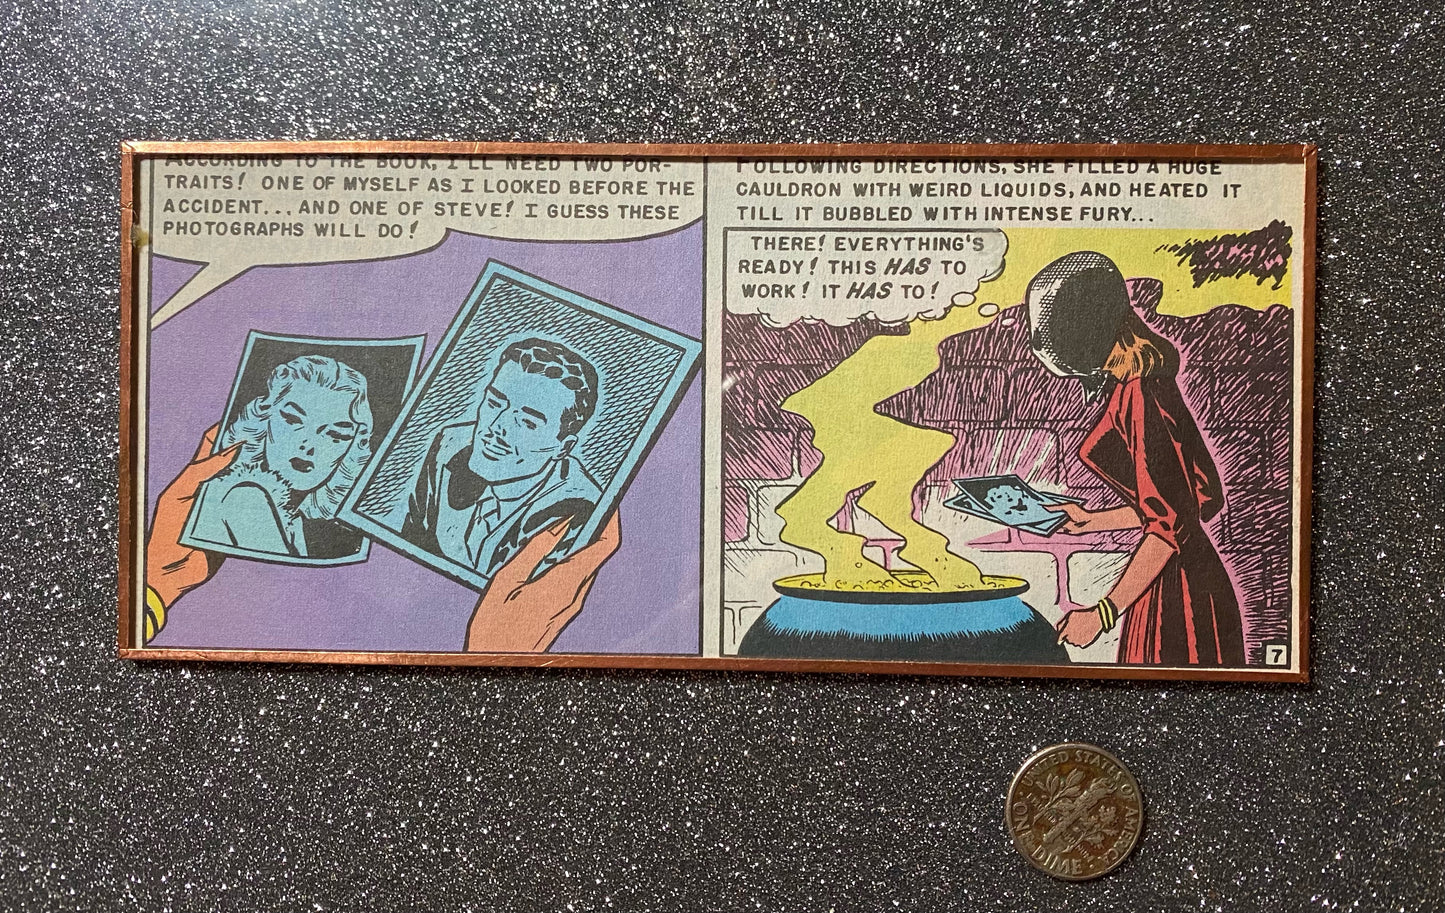 ACCORDING TO THE BOOK, I'LL NEED TWO POR-
TRAITS! ONE OF MYSELF AS I LOOKED BEFORE THE
ACCIDENT... AND ONE OF STEVE! I GUESS THESE
PHOTOGRAPHS WILL DO!
FOLLOWING DIRECTIONS, SHE FILLED A HUGE
CAULDRON WITH WEIRD LIQUIDS, AND HEATED IT
TILL IT BUBBLED WITH INTENSE FURY...
THERE! EVERYTHING'S
READY! THIS HAS TO
WORK! IT HAS TO!
7
UNITED STATES OF AMERICA
ONE DIME